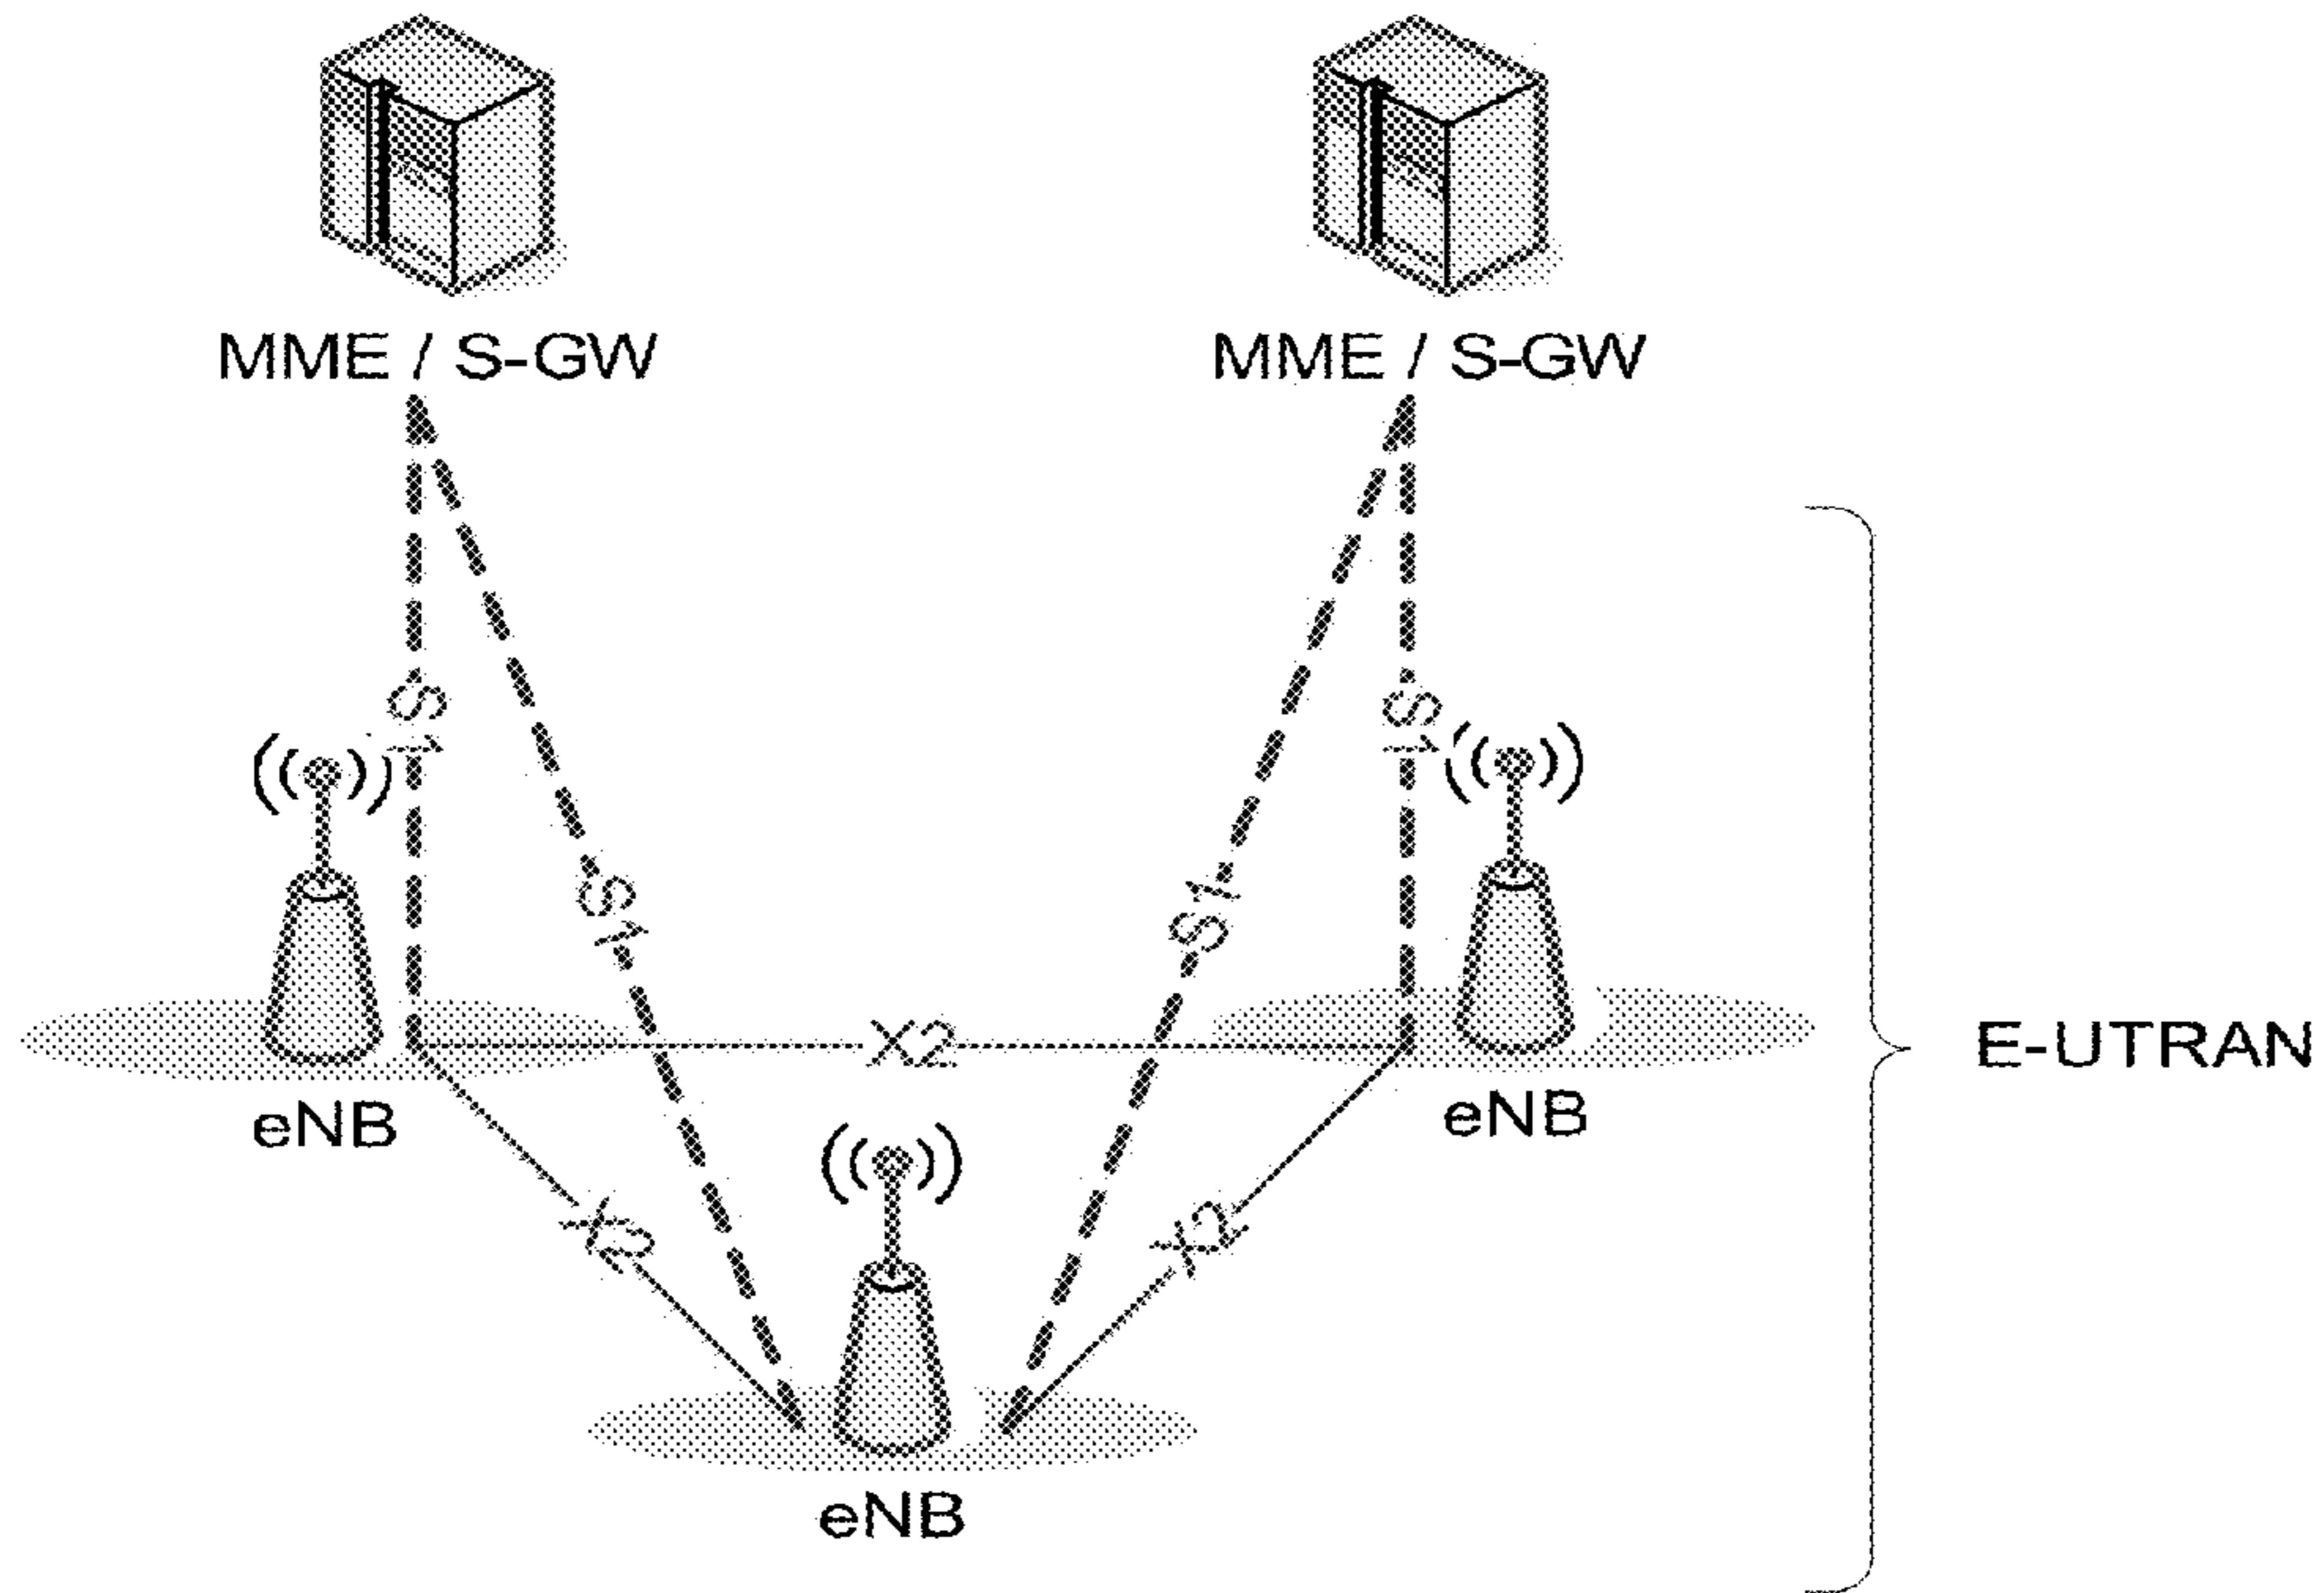 MME / S-GW
MME / S-GW
S1
S1
S1
S1
X2
E-UTRAN
eNB
eNB
X2
X2
eNB